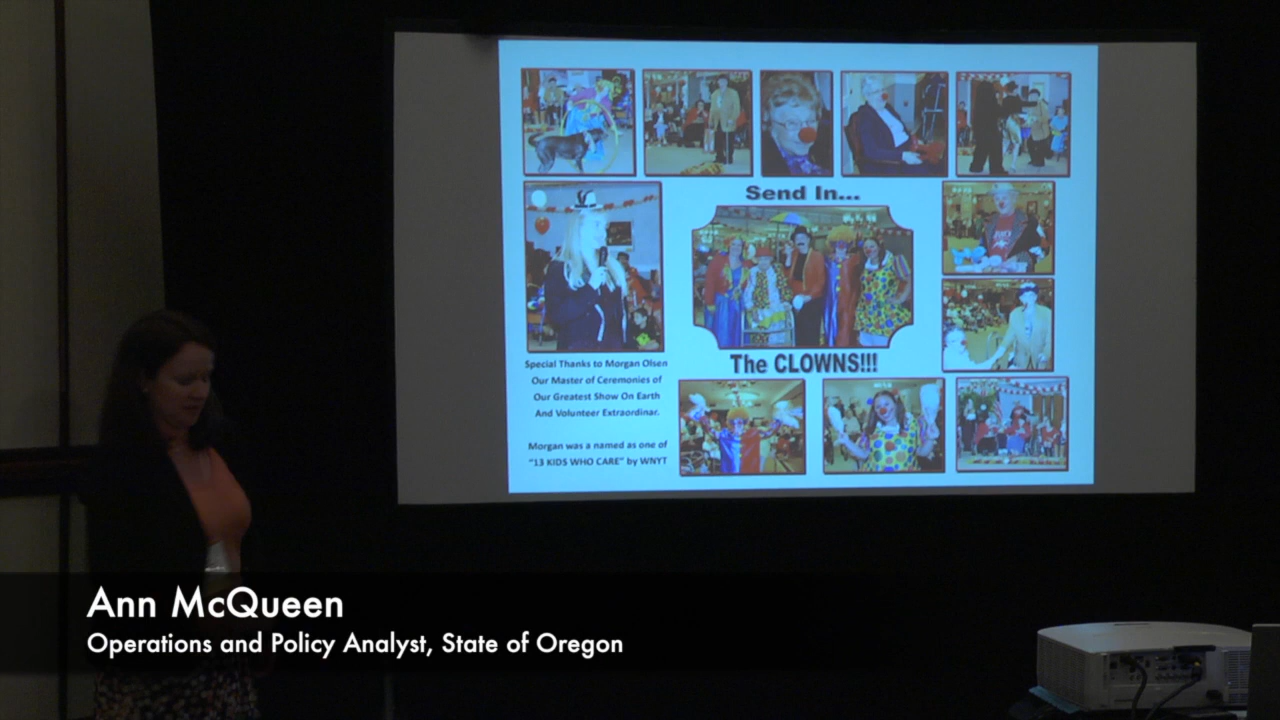 Send In...
The CLOWNS!!!
Special Thanks to Morgan Olsen
Our Master of Ceremonies of
Our Greatest Show On Earth
And Volunteer Extraordinar.
Morgan was a named as one of
"13 KIDS WHO CARE" by WNYT
Ann McQueen
Operations and Policy Analyst, State of Oregon